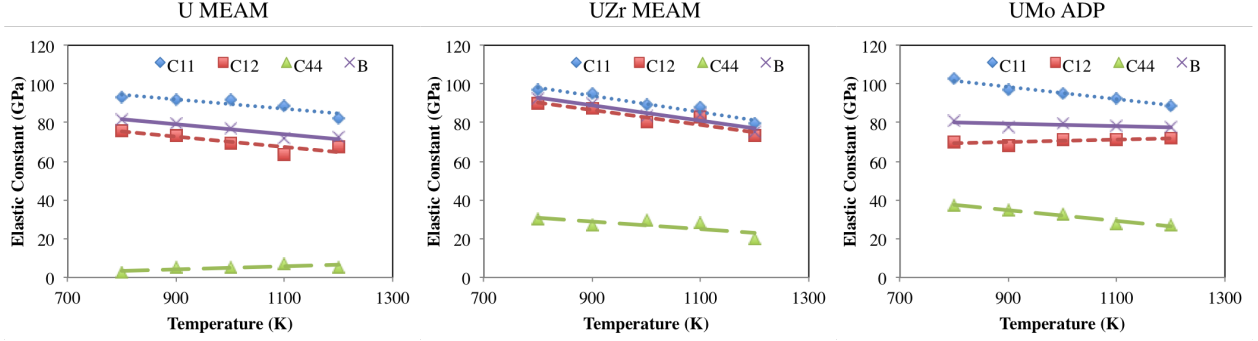 U MEAM
UZr MEAM
UMo ADP
Elastic Constant (GPa)
120
100
80
60
40
20
0
C11 C12 C44 B
700 900 1100 1300
Temperature (K)
Elastic Constant (GPa)
120
100
80
60
40
20
0
C11 C12 C44 B
700 900 1100 1300
Temperature (K)
Elastic Constant (GPa)
120
100
80
60
40
20
0
C11 C12 C44 B
700 900 1100 1300
Temperature (K)